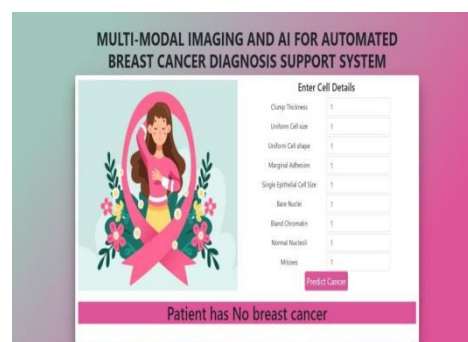 MULTI-MODAL IMAGING AND AI FOR AUTOMATED
BREAST CANCER DIAGNOSIS SUPPORT SYSTEM
Enter Cell Details
Clump Thickness 1
Uniform Cell size 1
Uniform Cell shape 1
Marginal Adhesion 1
Single Epithelial Cell Size 1
Bare Nuclei 1
Bland Chromatin 1
Normal Nucleoli 1
Mitoses 1
Predict Cancer
Patient has No breast cancer